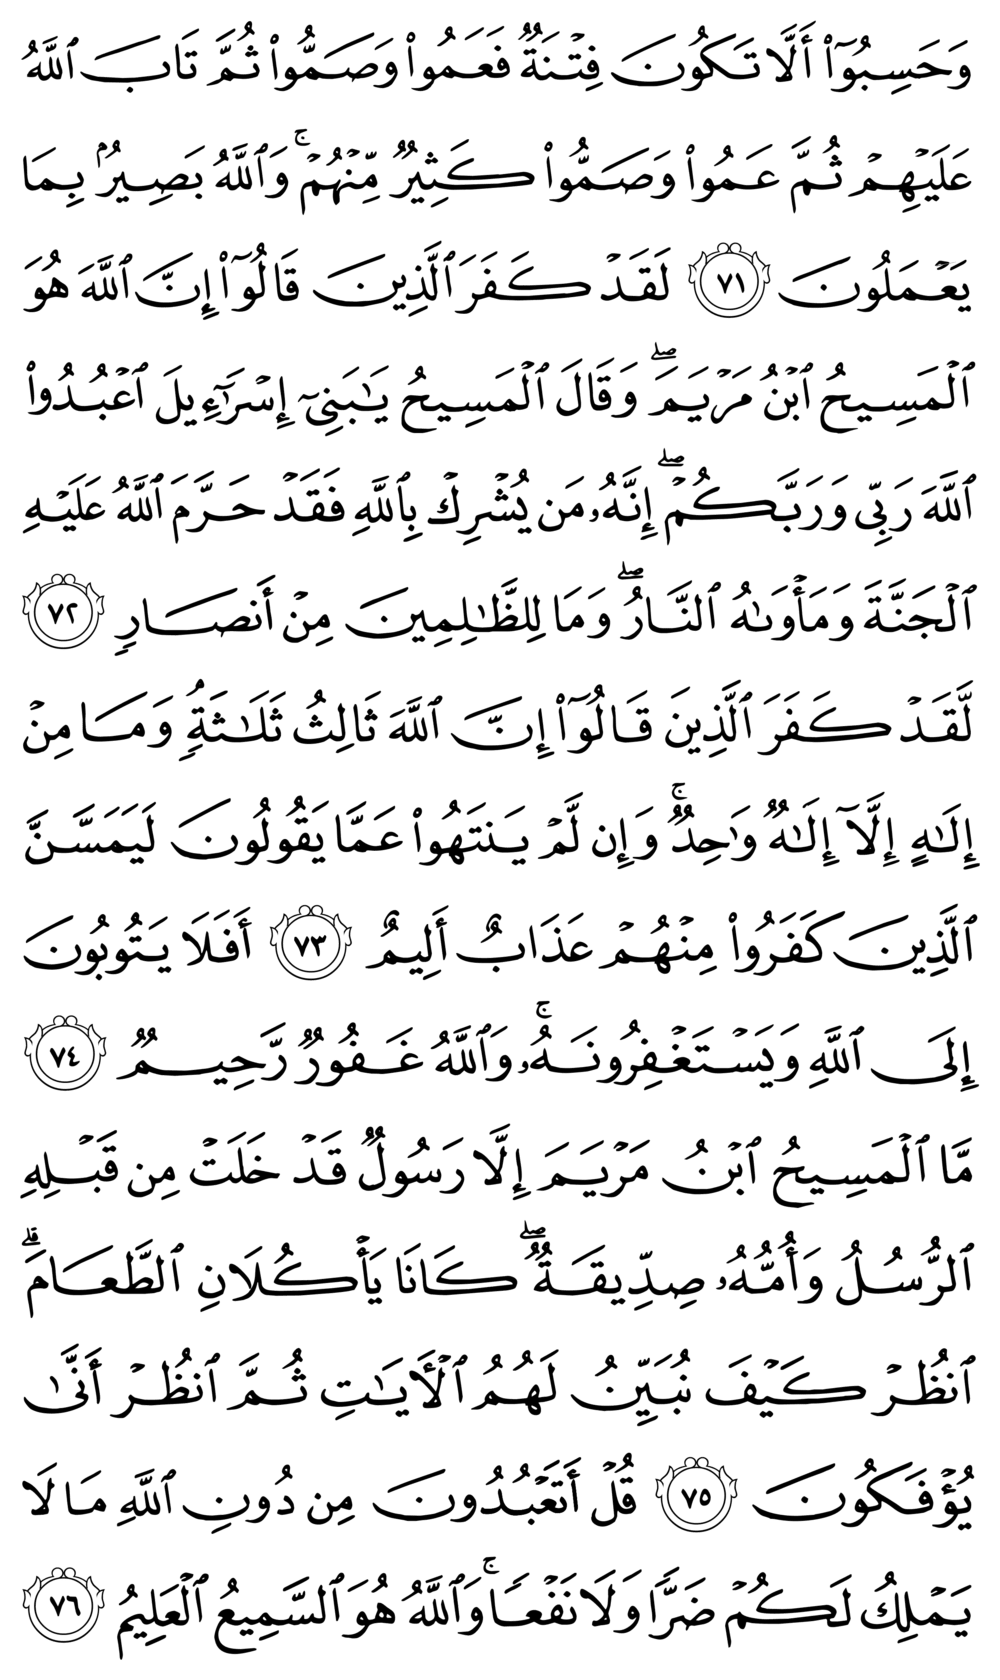 وَحَسِبُوٓا۟ أَلَّا تَكُونَ فِتْنَةٌ فَعَمُوا۟ وَصَمُّوا۟ ثُمَّ تَابَ ٱللَّهُ
عَلَيْهِمْ ثُمَّ عَمُوا۟ وَصَمُّوا۟ كَثِيرٌ مِّنْهُمْ ۚ وَٱللَّهُ بَصِيرٌۢ بِمَا
يَعْمَلُونَ ٧١ لَقَدْ كَفَرَ ٱلَّذِينَ قَالُوٓا۟ إِنَّ ٱللَّهَ هُوَ
ٱلْمَسِيحُ ٱبْنُ مَرْيَمَ ۖ وَقَالَ ٱلْمَسِيحُ يَـٰبَنِىٓ إِسْرَٰٓءِيلَ ٱعْبُدُوا۟
ٱللَّهَ رَبِّى وَرَبَّكُمْ ۖ إِنَّهُۥ مَن يُشْرِكْ بِٱللَّهِ فَقَدْ حَرَّمَ ٱللَّهُ عَلَيْهِ
ٱلْجَنَّةَ وَمَأْوَىٰهُ ٱلنَّارُ ۖ وَمَا لِلظَّـٰلِمِينَ مِنْ أَنصَارٍ ٧٢
لَّقَدْ كَفَرَ ٱلَّذِينَ قَالُوٓا۟ إِنَّ ٱللَّهَ ثَالِثُ ثَلَـٰثَةٍ ۘ وَمَا مِنْ
إِلَـٰهٍ إِلَّآ إِلَـٰهٌ وَٰحِدٌ ۚ وَإِن لَّمْ يَنتَهُوا۟ عَمَّا يَقُولُونَ لَيَمَسَّنَّ
ٱلَّذِينَ كَفَرُوا۟ مِنْهُمْ عَذَابٌ أَلِيمٌ ٧٣ أَفَلَا يَتُوبُونَ
إِلَى ٱللَّهِ وَيَسْتَغْفِرُونَهُۥ ۚ وَٱللَّهُ غَفُورٌ رَّحِيمٌ ٧٤
مَّا ٱلْمَسِيحُ ٱبْنُ مَرْيَمَ إِلَّا رَسُولٌ قَدْ خَلَتْ مِن قَبْلِهِ
ٱلرُّسُلُ وَأُمُّهُۥ صِدِّيقَةٌ ۖ كَانَا يَأْكُلَانِ ٱلطَّعَامَ ۗ
ٱنظُرْ كَيْفَ نُبَيِّنُ لَهُمُ ٱلْـَٔايَـٰتِ ثُمَّ ٱنظُرْ أَنَّىٰ
يُؤْفَكُونَ ٧٥ قُلْ أَتَعْبُدُونَ مِن دُونِ ٱللَّهِ مَا لَا
يَمْلِكُ لَكُمْ ضَرًّا وَلَا نَفْعًا ۚ وَٱللَّهُ هُوَ ٱلسَّمِيعُ ٱلْعَلِيمُ ٧٦